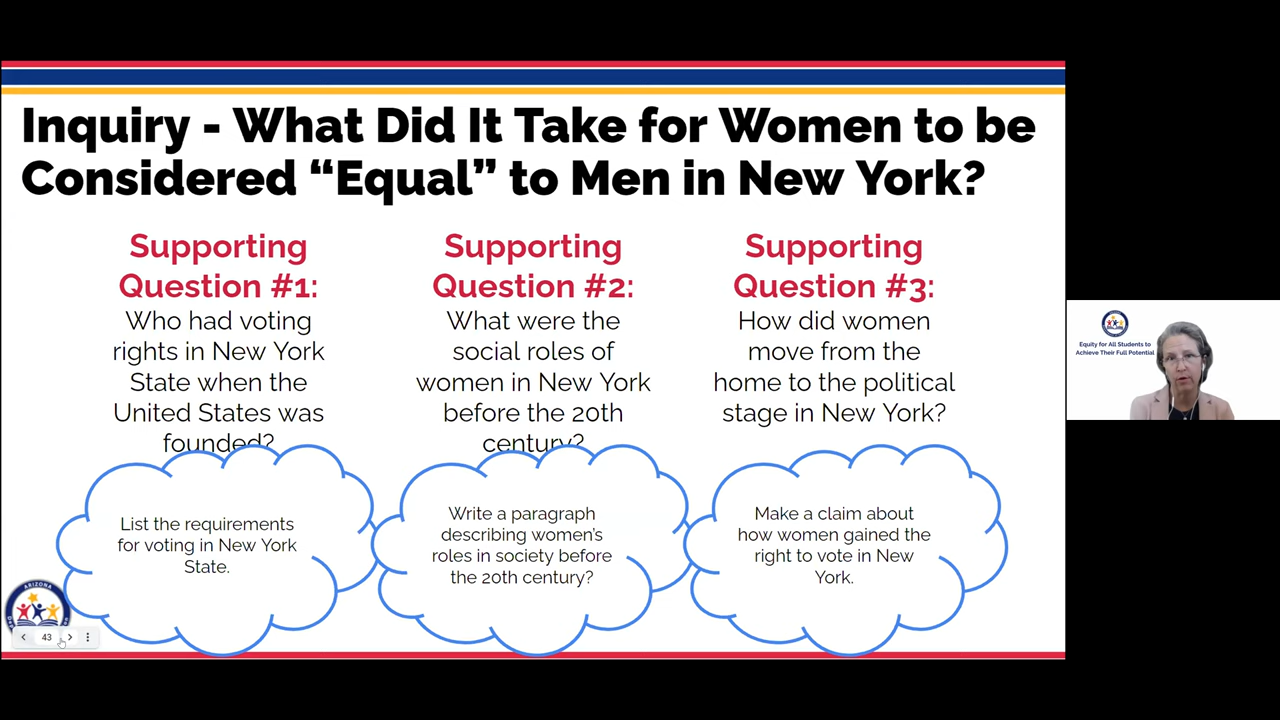 Inquiry - What Did It Take for Women to be
Considered “Equal” to Men in New York?
Supporting
Question #1:
Who had voting
rights in New York
State when the
United States was
founded?
List the requirements
for voting in New York
State.
Supporting
Question #2:
What were the
social roles of
women in New York
before the 20th
century?
Write a paragraph
describing women's
roles in society before
the 20th century?
Supporting
Question #3:
How did women
move from the
home to the political
stage in New York?
Make a claim about
how women gained the
right to vote in New
York.
ARIZONA
43
Equity for All Students to
Achieve Their Full Potential